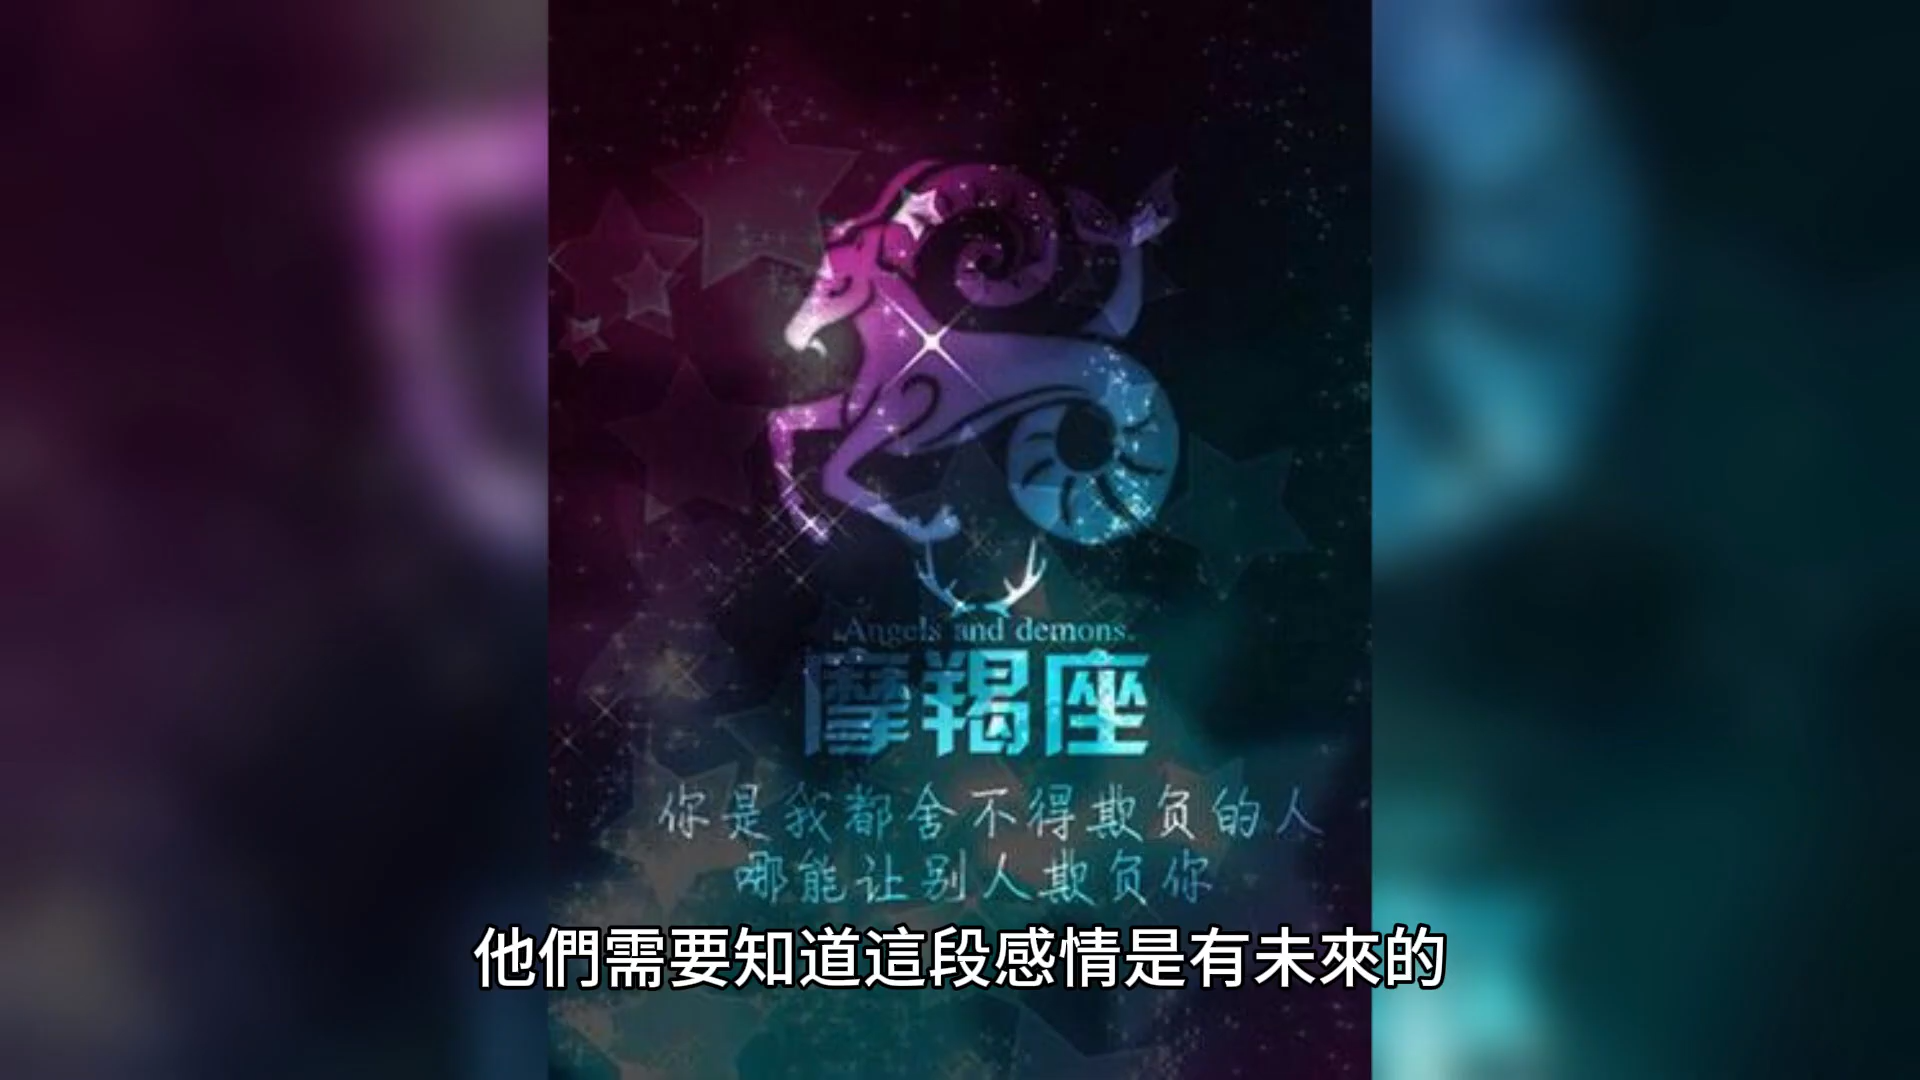 Angels and demons.
摩羯座
你是我都舍不得欺负的人
哪能让别人欺负你
他們需要知道這段感情是有未來的